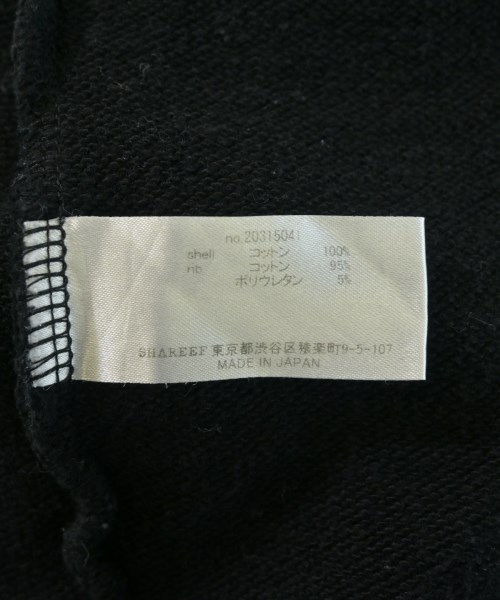 no.20315041
shell コットン 100%
rib コットン 95%
ポリウレタン 5%
SHAREEF 東京都渋谷区猿楽町9-5-107
MADE IN JAPAN